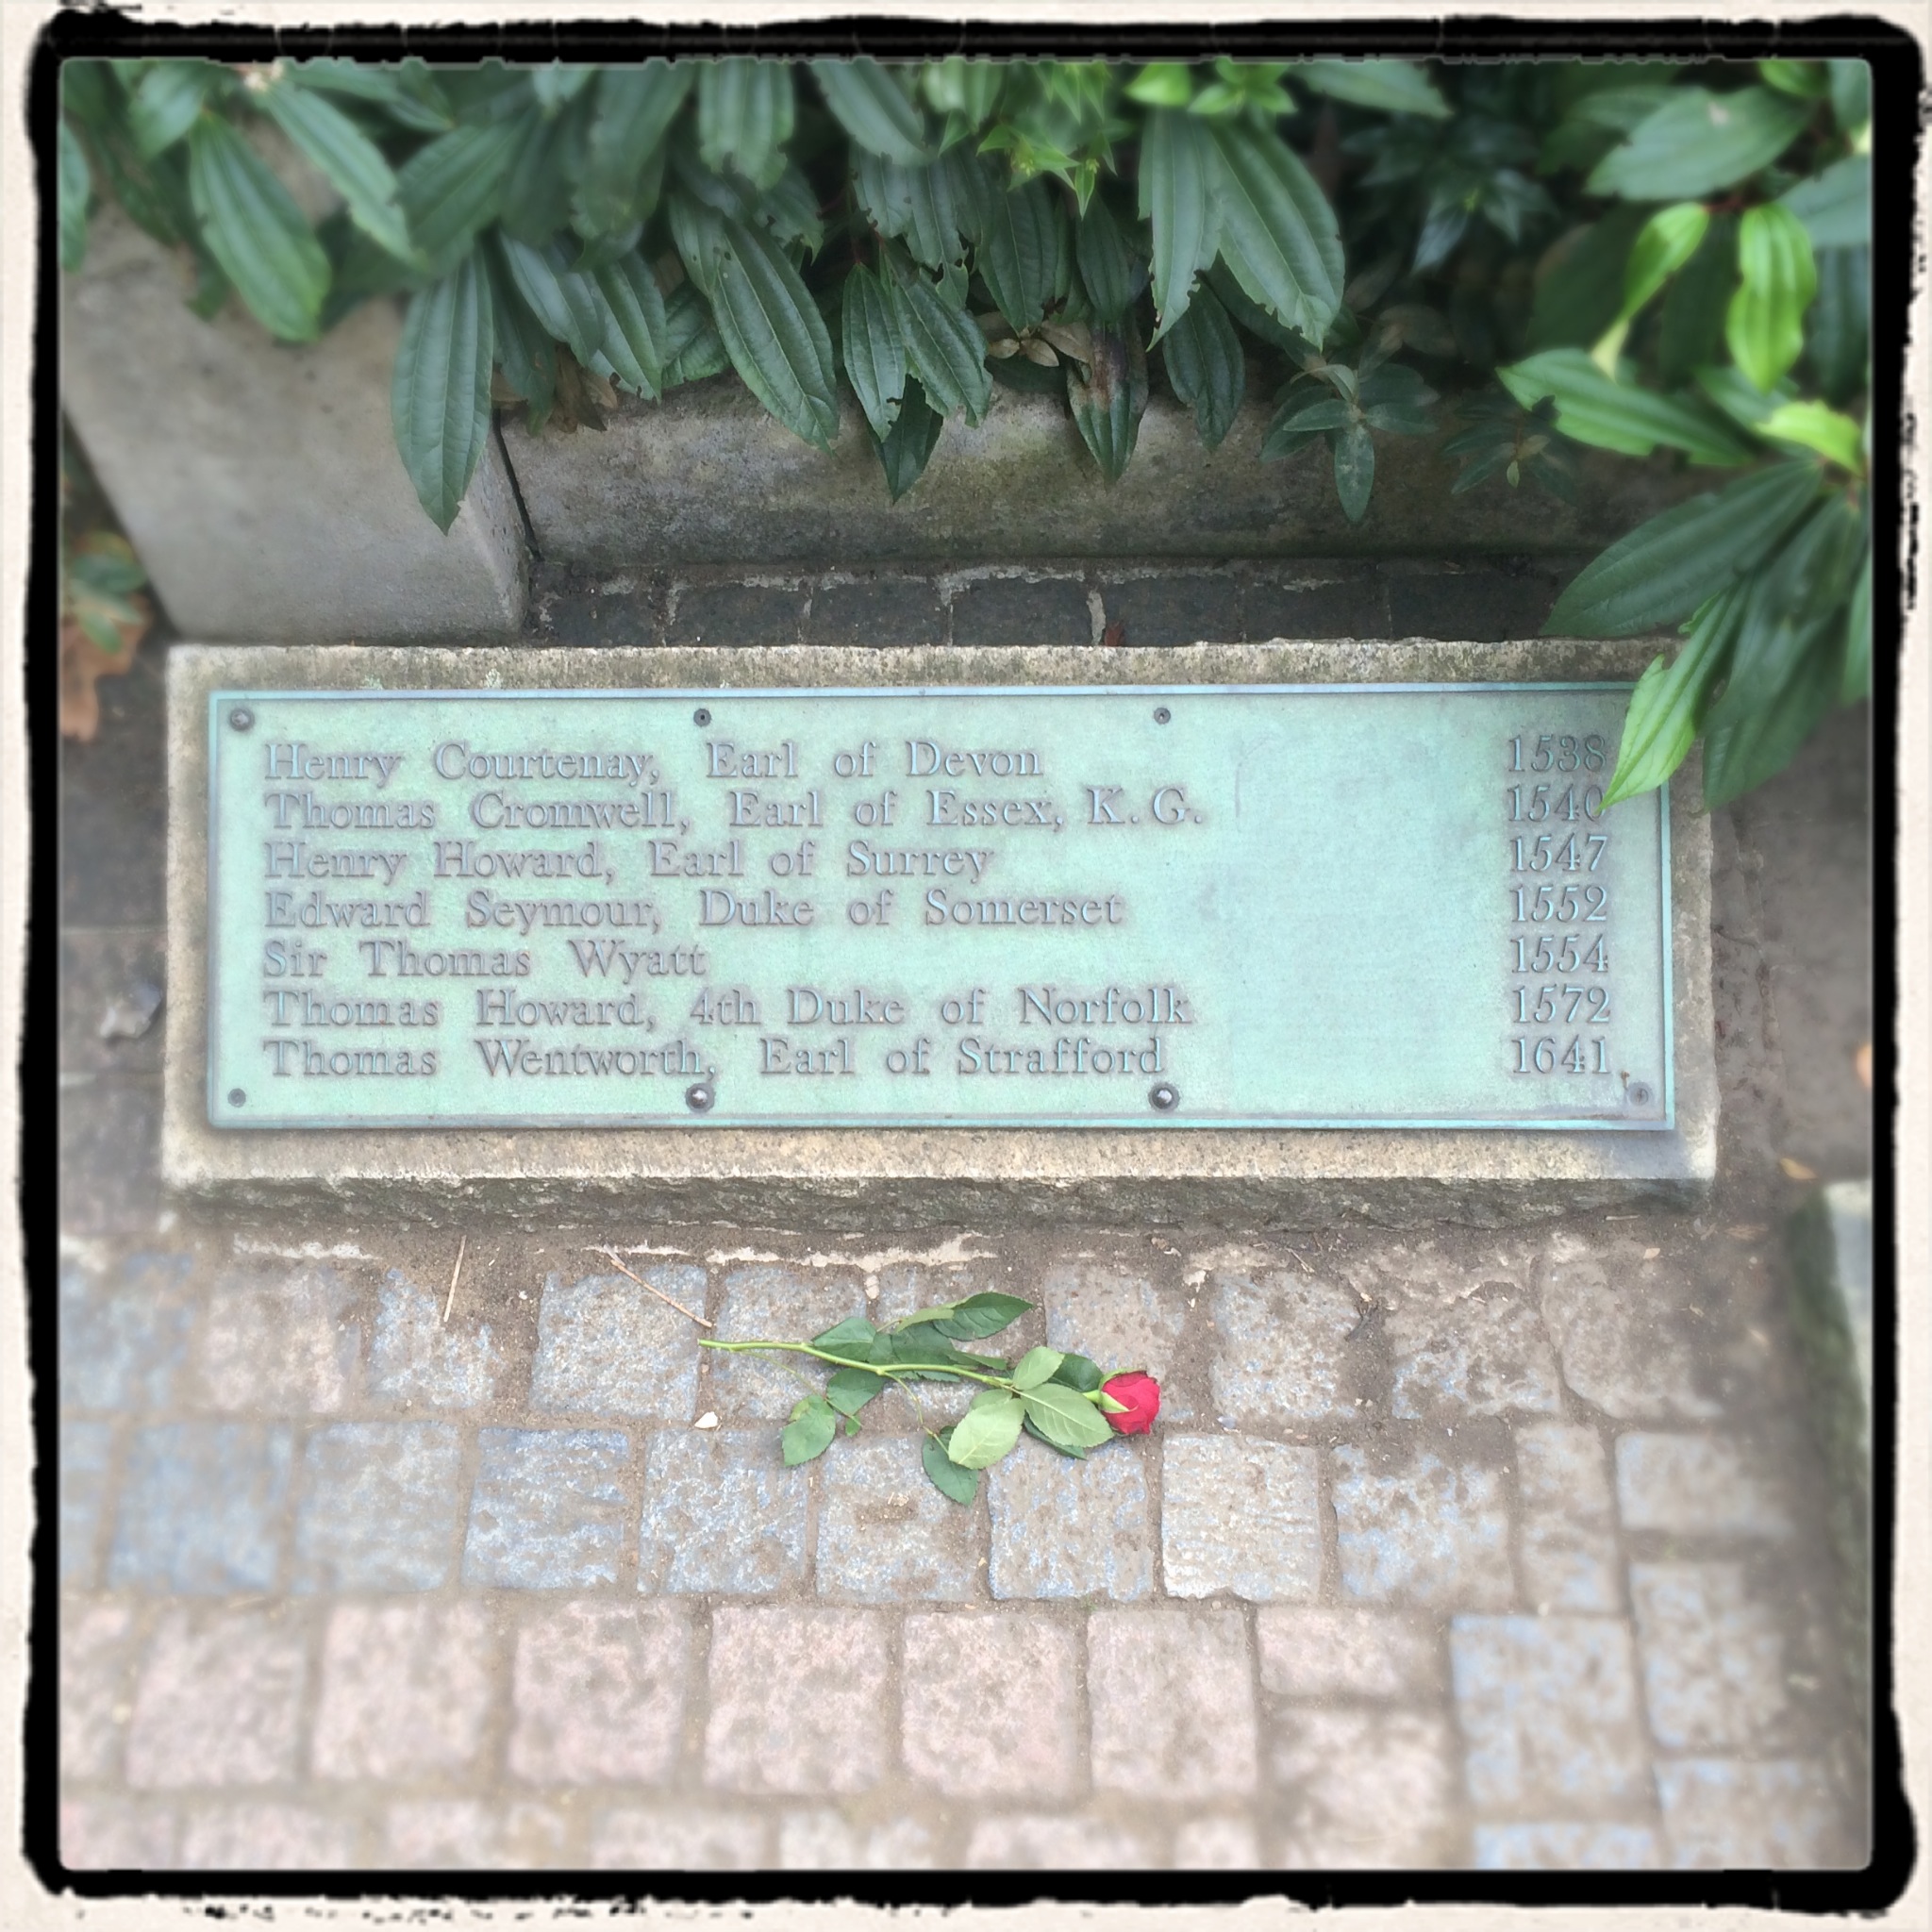 Henry Courtenay, Earl of Devon 1538
Thomas Cromwell, Earl of Essex, K.G. 1540
Henry Howard, Earl of Surrey 1547
Edward Seymour, Duke of Somerset 1552
Sir Thomas Wyatt 1554
Thomas Howard, 4th Duke of Norfolk 1572
Thomas Wentworth, Earl of Strafford 1641